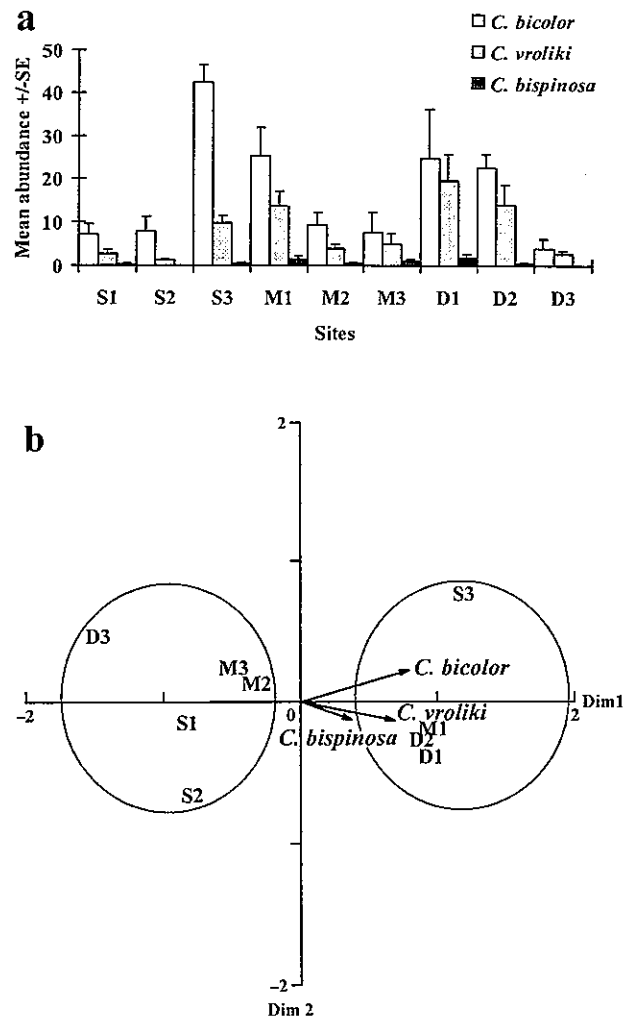 a
C. bicolor
C. vroliki
C. bispinosa
Mean abundance +/-SE
50
40
30
20
10
0
S1 S2 S3 M1 M2 M3 D1 D2 D3
Sites
b
2
S3
D3
M3
M2
C. bicolor
-2
0
2
Dim1
S1
C. vroliki
M1
C. bispinosa
D2
D1
S2
-2
Dim 2